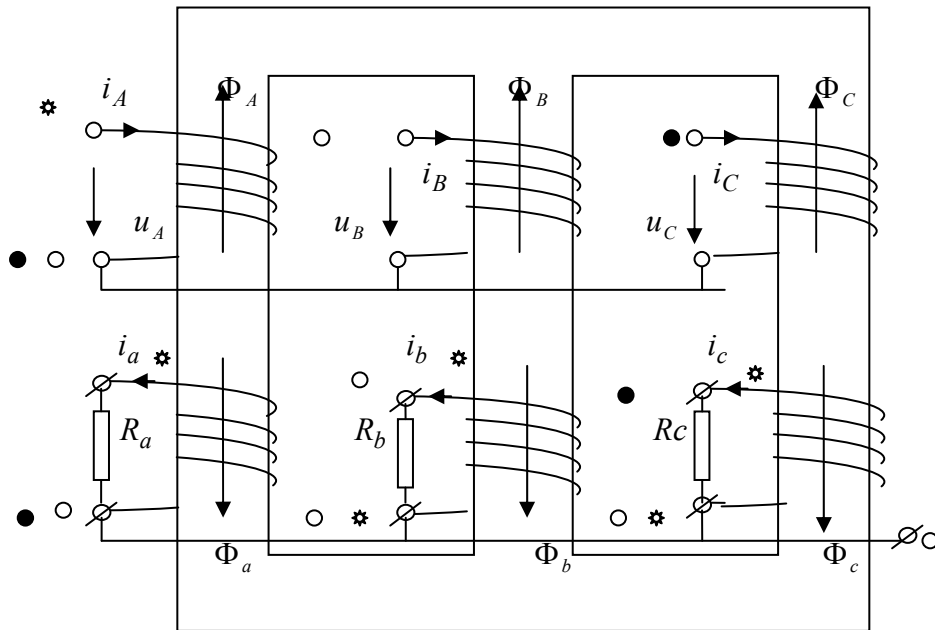 i_A Φ_A Φ_B Φ_C
i_B i_C
u_A u_B u_C
i_a i_b i_c
R_a R_b Rc
Φ_a Φ_b Φ_c